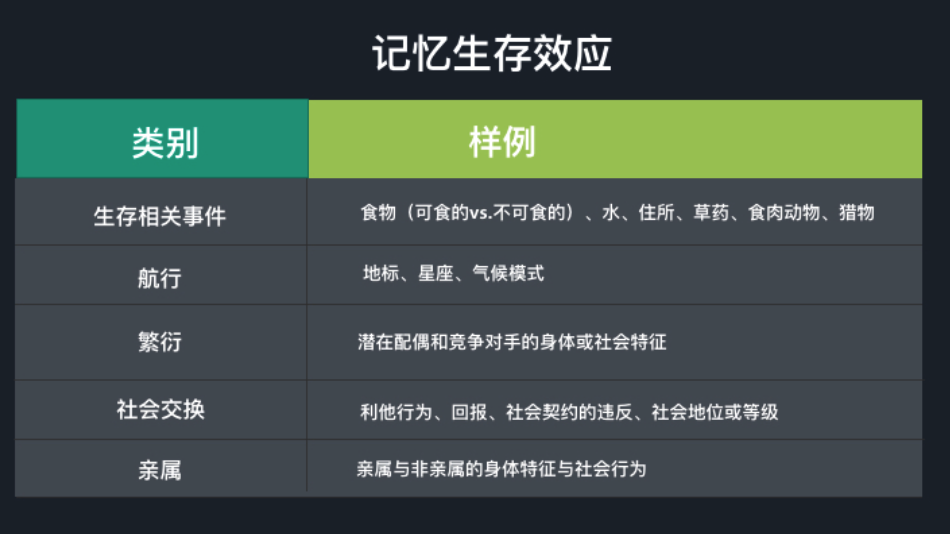 记忆生存效应
类别
样例
生存相关事件
食物（可食的vs.不可食的）、水、住所、草药、食肉动物、猎物
航行
地标、星座、气候模式
繁衍
潜在配偶和竞争对手的身体或社会特征
社会交换
利他行为、回报、社会契约的违反、社会地位或等级
亲属
亲属与非亲属的身体特征与社会行为